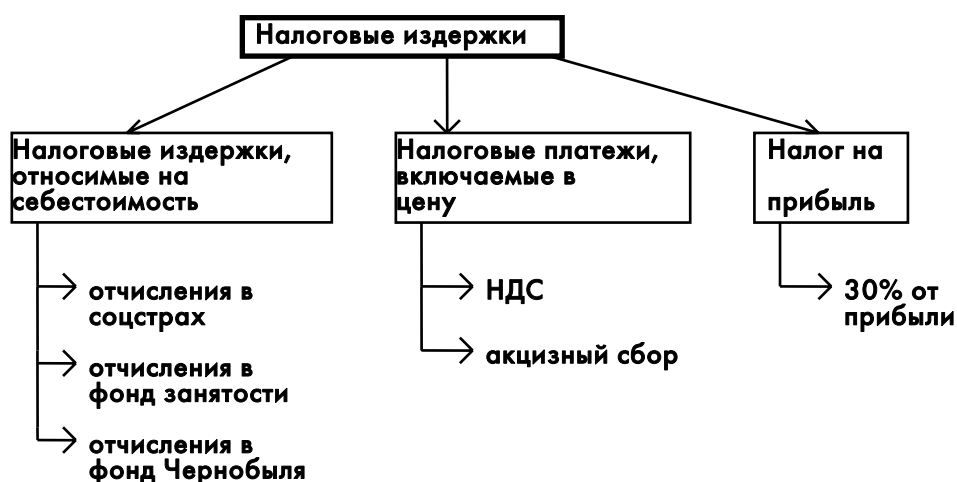 Налоговые издержки
Налоговые издержки,
относимые на
себестоимость
отчисления в
соцстрах
отчисления в
фонд занятости
отчисления в
фонд Чернобыля
Налоговые платежи,
включаемые в
цену
НДС
акцизный сбор
Налог на
прибыль
30% от
прибыли